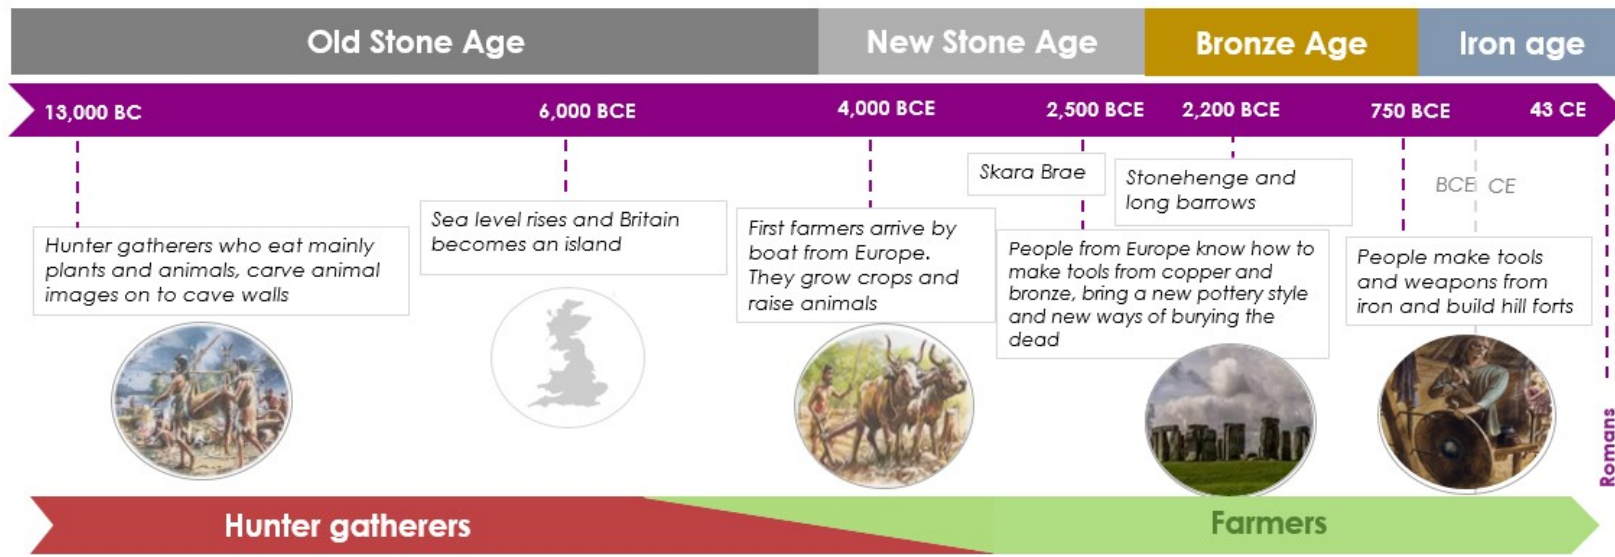 Old Stone Age
New Stone Age
Bronze Age
Iron age
13,000 BC
6,000 BCE
4,000 BCE
2,500 BCE
2,200 BCE
750 BCE
43 CE
Hunter gatherers who eat mainly
plants and animals, carve animal
images on to cave walls
Sea level rises and Britain
becomes an island
First farmers arrive by
boat from Europe.
They grow crops and
raise animals
Skara Brae
People from Europe know how to
make tools from copper and
bronze, bring a new pottery style
and new ways of burying the
dead
Stonehenge and
long barrows
BCE
CE
People make tools
and weapons from
iron and build hill forts
Romans
Hunter gatherers
Farmers